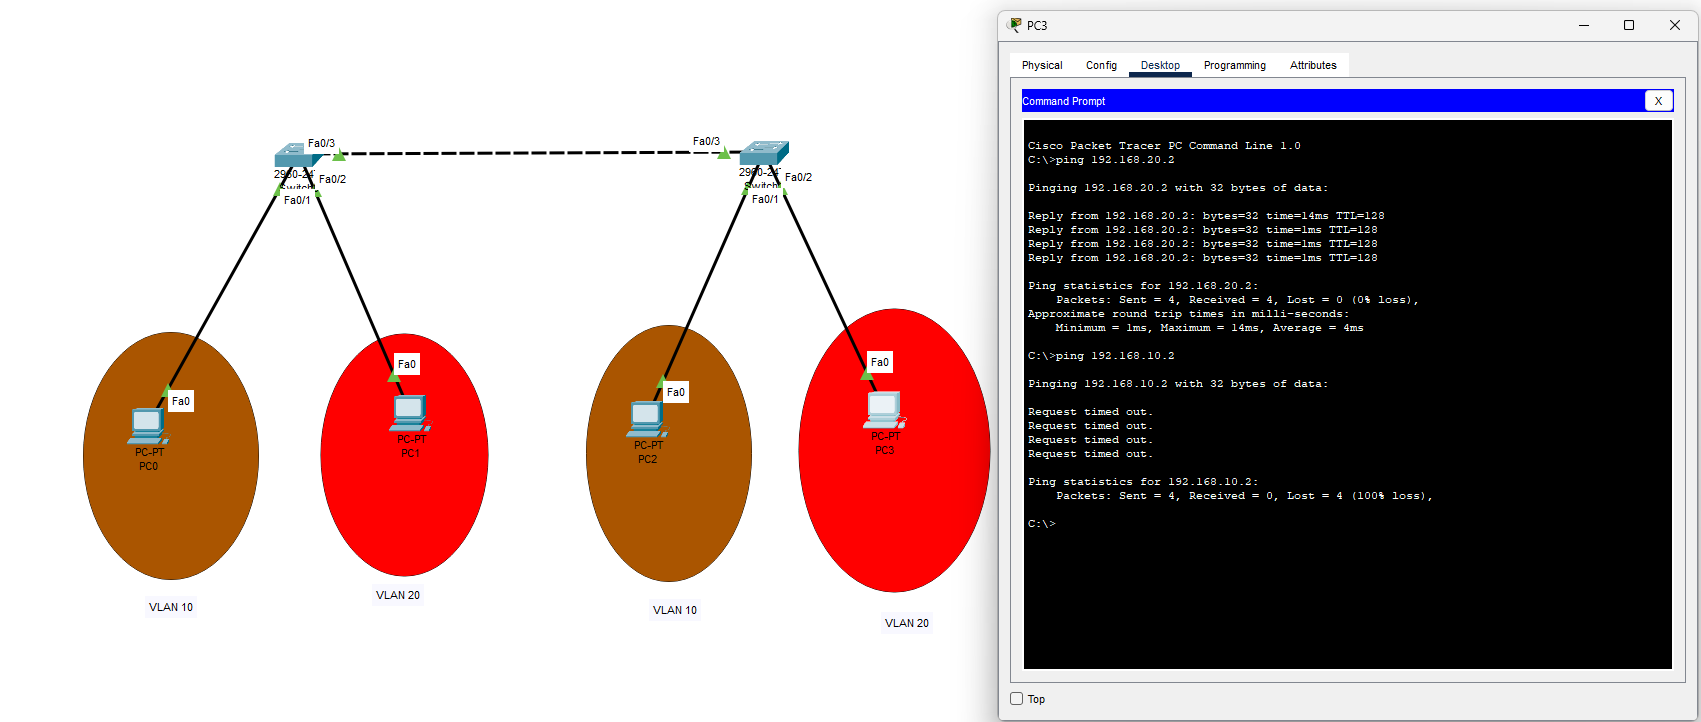 Fa0/3
2960-24
Switch
Fa0/2
Fa0/1
Fa0/3
2960-24
Switch
Fa0/2
Fa0/1
Fa0
PC-PT
PC0
Fa0
PC-PT
PC1
Fa0
PC-PT
PC2
Fa0
PC-PT
PC3
VLAN 10
VLAN 20
VLAN 10
VLAN 20
PC3
Physical Config Desktop Programming Attributes
Command Prompt X
Cisco Packet Tracer PC Command Line 1.0
C:\>ping 192.168.20.2
Pinging 192.168.20.2 with 32 bytes of data:
Reply from 192.168.20.2: bytes=32 time=14ms TTL=128
Reply from 192.168.20.2: bytes=32 time=1ms TTL=128
Reply from 192.168.20.2: bytes=32 time=1ms TTL=128
Reply from 192.168.20.2: bytes=32 time=1ms TTL=128
Ping statistics for 192.168.20.2:
Packets: Sent = 4, Received = 4, Lost = 0 (0% loss),
Approximate round trip times in milli-seconds:
Minimum = 1ms, Maximum = 14ms, Average = 4ms
C:\>ping 192.168.10.2
Pinging 192.168.10.2 with 32 bytes of data:
Request timed out.
Request timed out.
Request timed out.
Request timed out.
Ping statistics for 192.168.10.2:
Packets: Sent = 4, Received = 0, Lost = 4 (100% loss),
C:\>
Top